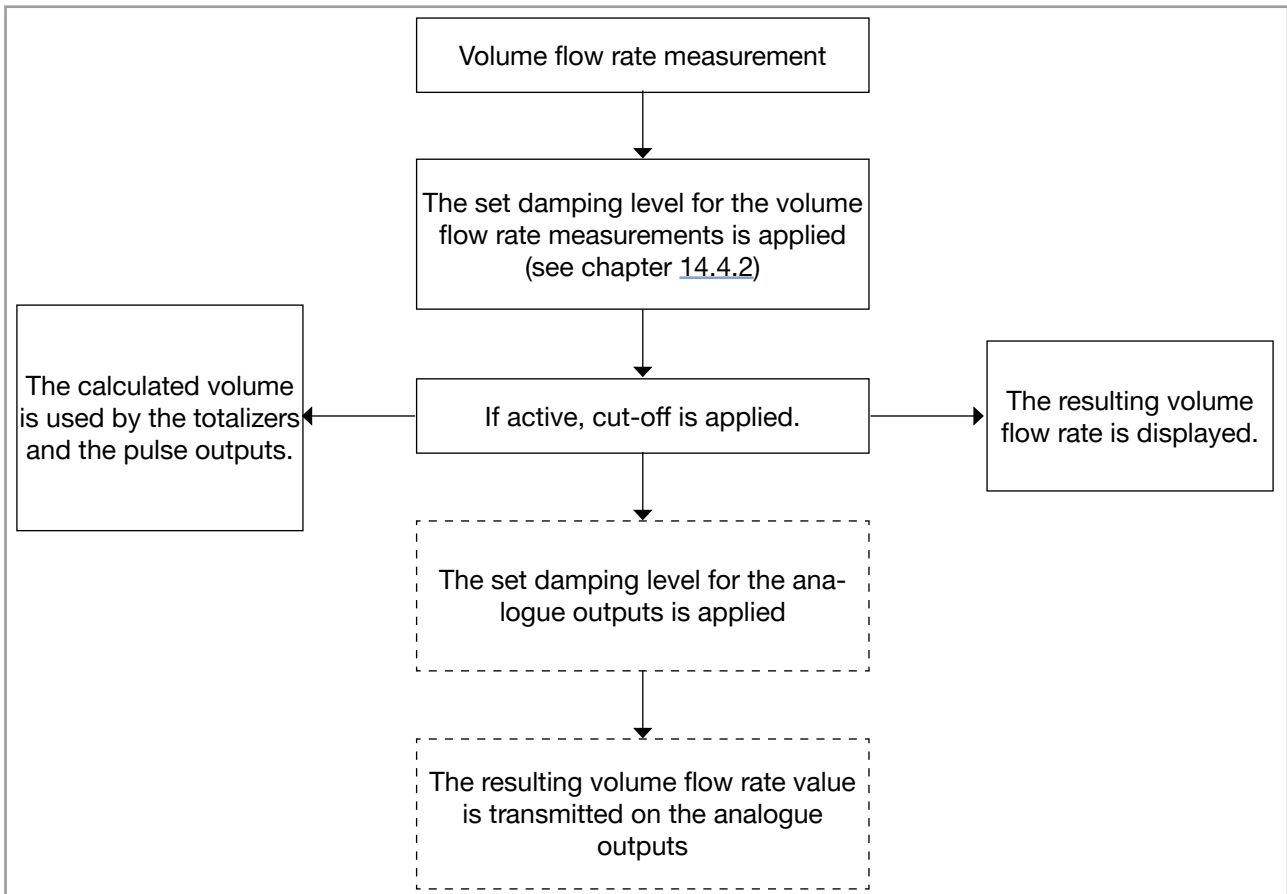 Volume flow rate measurement
The set damping level for the volume
flow rate measurements is applied
(see chapter 14.4.2)
The calculated volume
is used by the totalizers
and the pulse outputs.
If active, cut-off is applied.
The resulting volume
flow rate is displayed.
The set damping level for the ana-
logue outputs is applied
The resulting volume flow rate value
is transmitted on the analogue
outputs